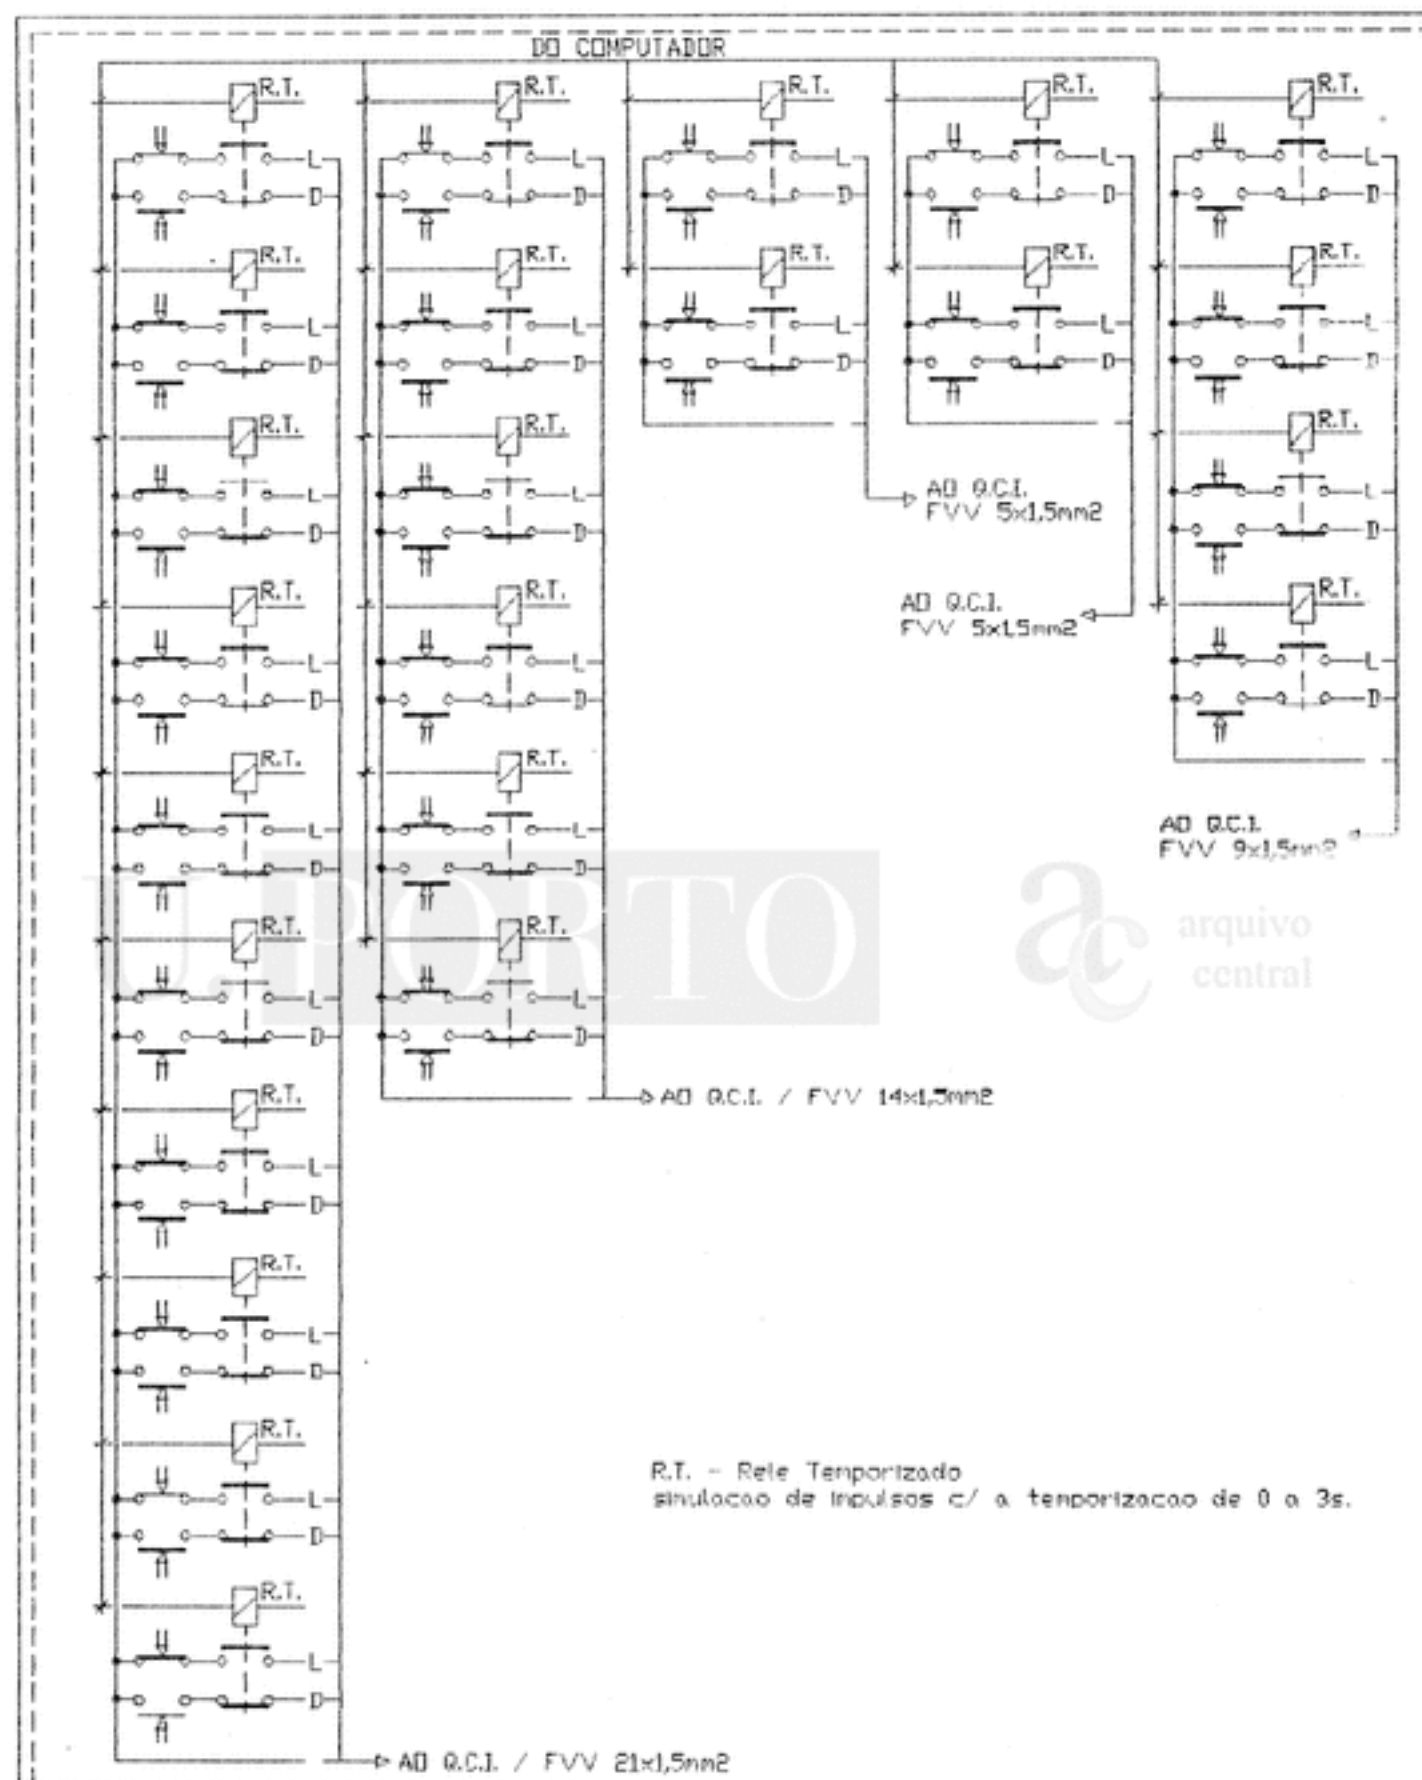 DO COMPUTADOR
R.T. R.T. R.T. R.T. R.T.
L L L L L
D D D D D
R.T. R.T. R.T. R.T. R.T.
L L L L L
D D D D D
R.T. R.T. R.T.
L L L
AO Q.C.I.
FVV 5x1,5mm2
D D D
R.T. R.T. R.T.
AO Q.C.I.
FVV 5x1,5mm2
L L L
D D D
R.T. R.T.
L L
AO Q.C.I.
FVV 9x1,5mm2
D D
U.PORTO
arquivo
central
R.T. R.T.
L L
D D
AO Q.C.I. / FVV 14x1,5mm2
R.T.
L
D
R.T.
L
D
R.T.
L
D
R.T. - Rele Temporizado
simulacao de impulsos c/ a temporizacao de 0 a 3s.
R.T.
L
D
AO Q.C.I. / FVV 21x1,5mm2